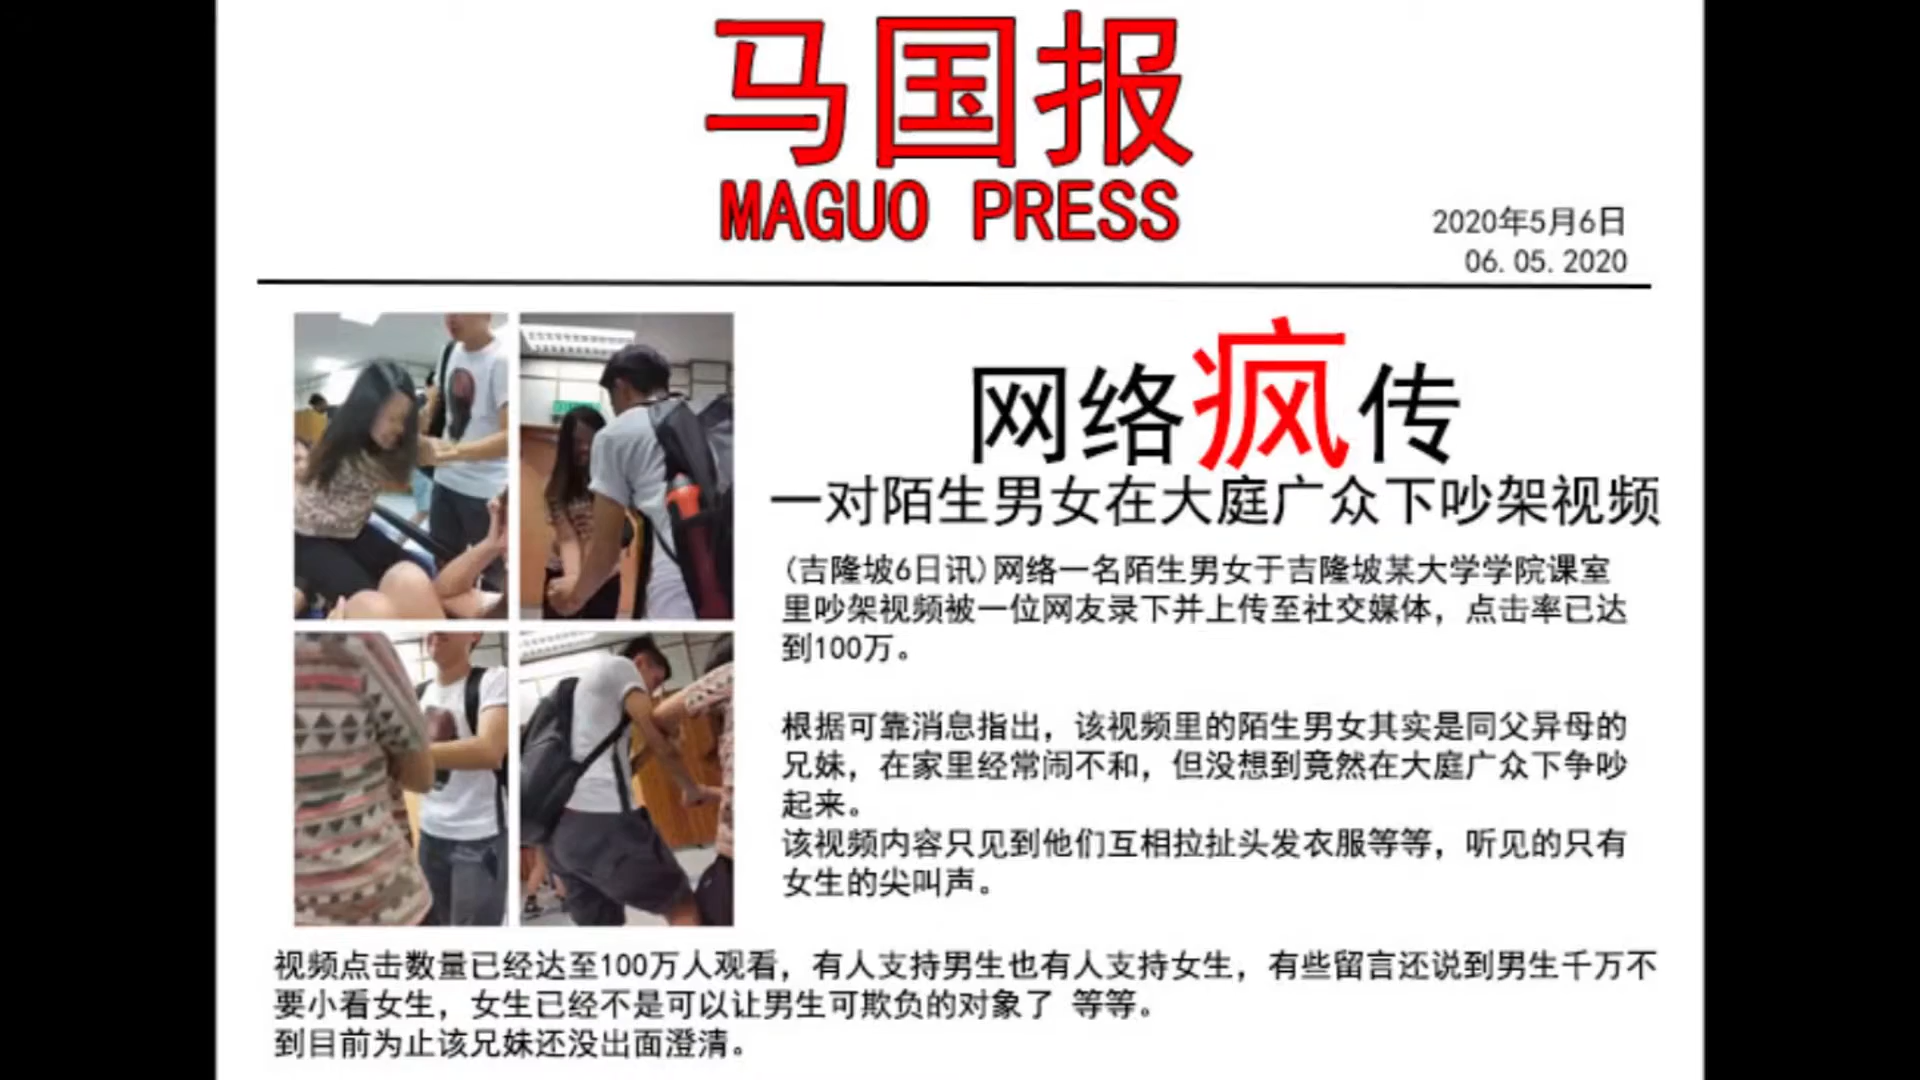 马国报
MAGUO PRESS
2020年5月6日
06.05.2020
网络疯传
一对陌生男女在大庭广众下吵架视频
(吉隆坡6日讯)网络一名陌生男女于吉隆坡某大学学院课室
里吵架视频被一位网友录下并上传至社交媒体，点击率已达
到100万。
根据可靠消息指出，该视频里的陌生男女其实是同父异母的
兄妹，在家里经常闹不和，但没想到竟然在大庭广众下争吵
起来。
该视频内容只见到他们互相拉扯头发衣服等等，听见的只有
女生的尖叫声。
视频点击数量已经达至100万人观看，有人支持男生也有人支持女生，有些留言还说到男生千万不
要小看女生，女生已经不是可以让男生可欺负的对象了 等等。
到目前为止该兄妹还没出面澄清。